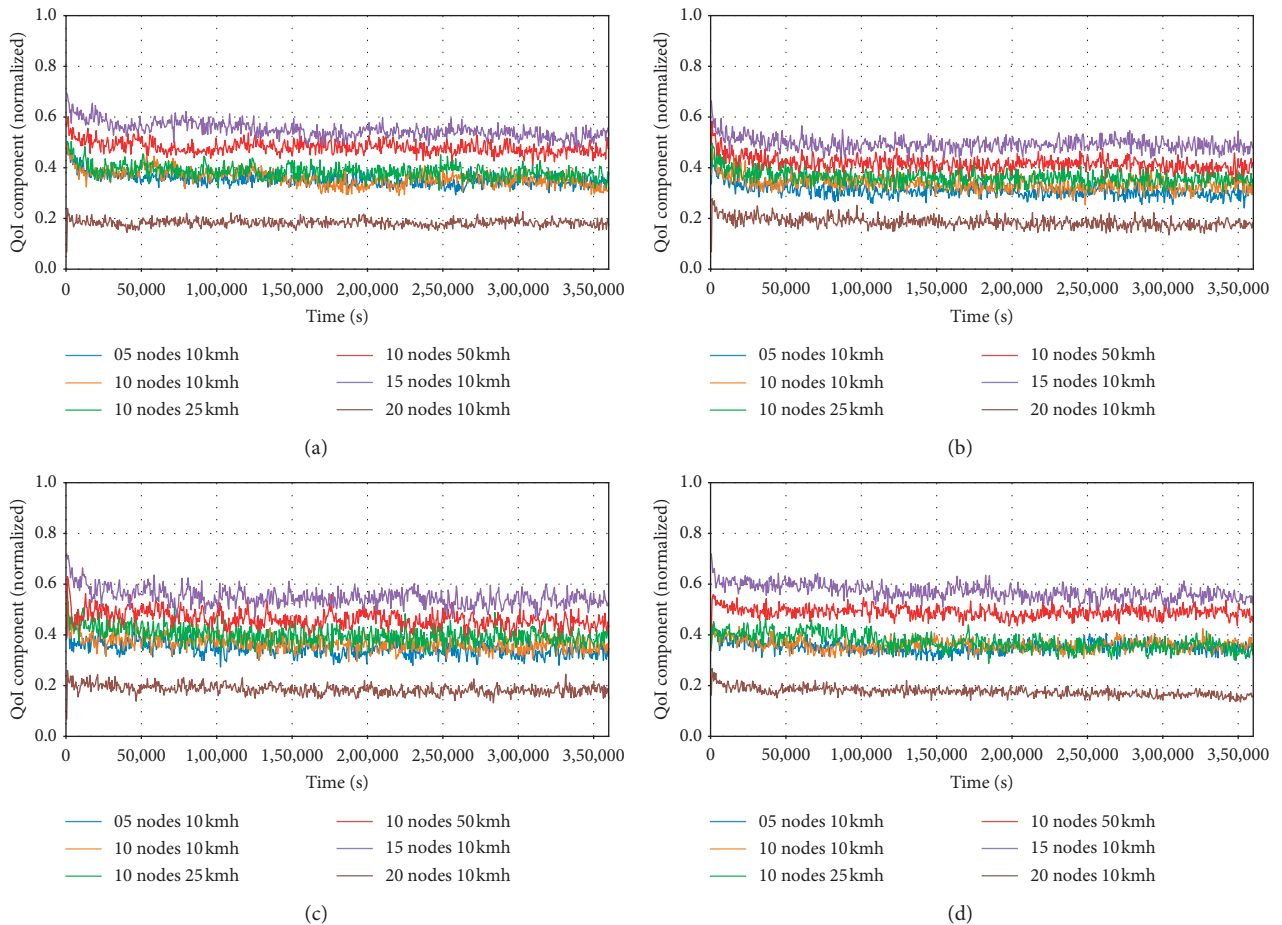 1.0
0.8
0.6
0.4
0.2
0.0
QoI component (normalized)
0 50,000 1,00,000 1,50,000 2,00,000 2,50,000 3,00,000 3,50,000
Time (s)
05 nodes 10 kmh
10 nodes 10 kmh
10 nodes 25 kmh
10 nodes 50 kmh
15 nodes 10 kmh
20 nodes 10 kmh
(a)
1.0
0.8
0.6
0.4
0.2
0.0
QoI component (normalized)
0 50,000 1,00,000 1,50,000 2,00,000 2,50,000 3,00,000 3,50,000
Time (s)
05 nodes 10 kmh
10 nodes 10 kmh
10 nodes 25 kmh
10 nodes 50 kmh
15 nodes 10 kmh
20 nodes 10 kmh
(b)
1.0
0.8
0.6
0.4
0.2
0.0
QoI component (normalized)
0 50,000 1,00,000 1,50,000 2,00,000 2,50,000 3,00,000 3,50,000
Time (s)
05 nodes 10 kmh
10 nodes 10 kmh
10 nodes 25 kmh
10 nodes 50 kmh
15 nodes 10 kmh
20 nodes 10 kmh
(c)
1.0
0.8
0.6
0.4
0.2
0.0
QoI component (normalized)
0 50,000 1,00,000 1,50,000 2,00,000 2,50,000 3,00,000 3,50,000
Time (s)
05 nodes 10 kmh
10 nodes 10 kmh
10 nodes 25 kmh
10 nodes 50 kmh
15 nodes 10 kmh
20 nodes 10 kmh
(d)